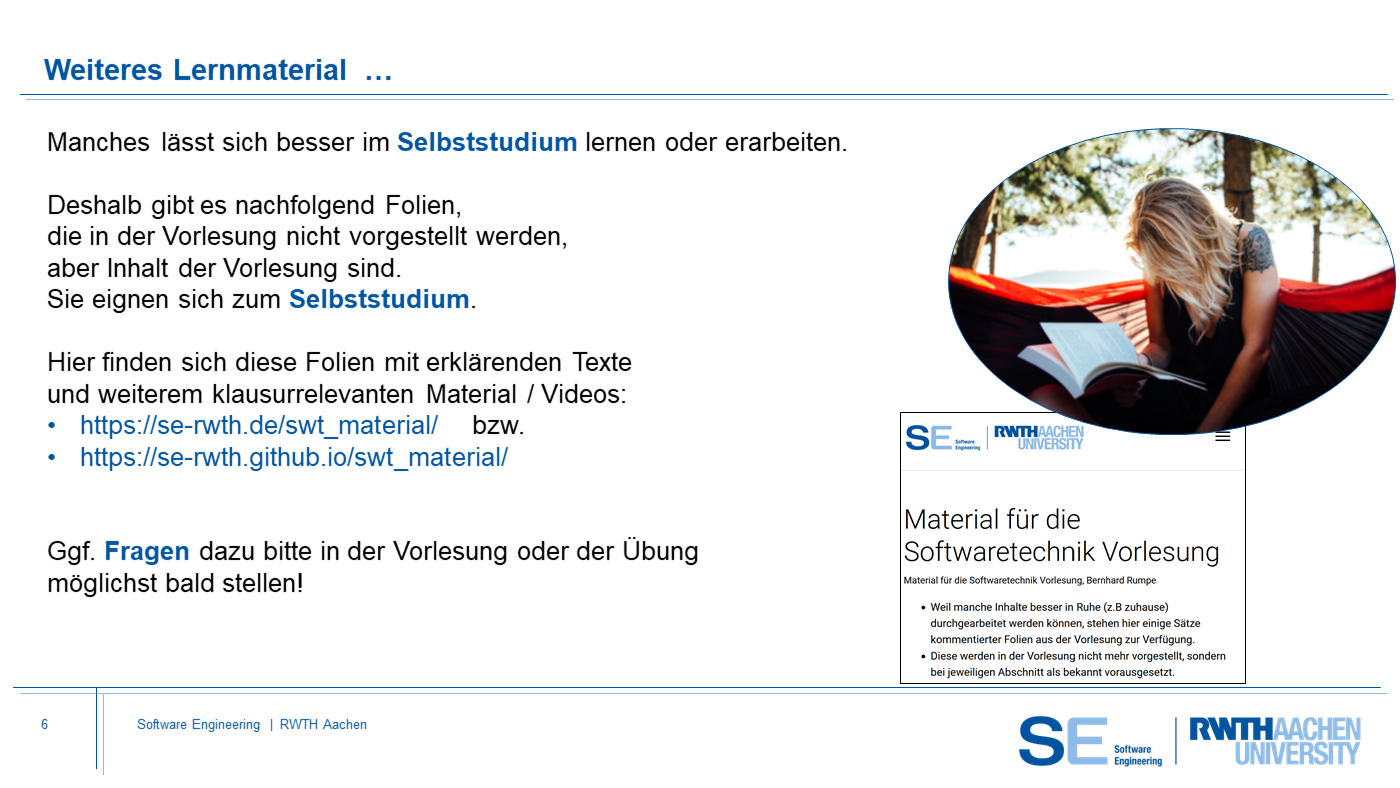 Weiteres Lernmaterial …
Manches lässt sich besser im Selbststudium lernen oder erarbeiten.
Deshalb gibt es nachfolgend Folien,
die in der Vorlesung nicht vorgestellt werden,
aber Inhalt der Vorlesung sind.
Sie eignen sich zum Selbststudium.
Hier finden sich diese Folien mit erklärenden Texte
und weiterem klausurrelevanten Material / Videos:
• https://se-rwth.de/swt_material/ bzw.
• https://se-rwth.github.io/swt_material/
Ggf. Fragen dazu bitte in der Vorlesung oder der Übung
möglichst bald stellen!
SE Software Engineering | RWTH AACHEN UNIVERSITY
Material für die
Softwaretechnik Vorlesung
Material für die Softwaretechnik Vorlesung, Bernhard Rumpe
• Weil manche Inhalte besser in Ruhe (z.B zuhause)
durchgearbeitet werden können, stehen hier einige Sätze
kommentierter Folien aus der Vorlesung zur Verfügung.
• Diese werden in der Vorlesung nicht mehr vorgestellt, sondern
bei jeweiligen Abschnitt als bekannt vorausgesetzt.
6 Software Engineering | RWTH Aachen
SE Software Engineering | RWTH AACHEN UNIVERSITY